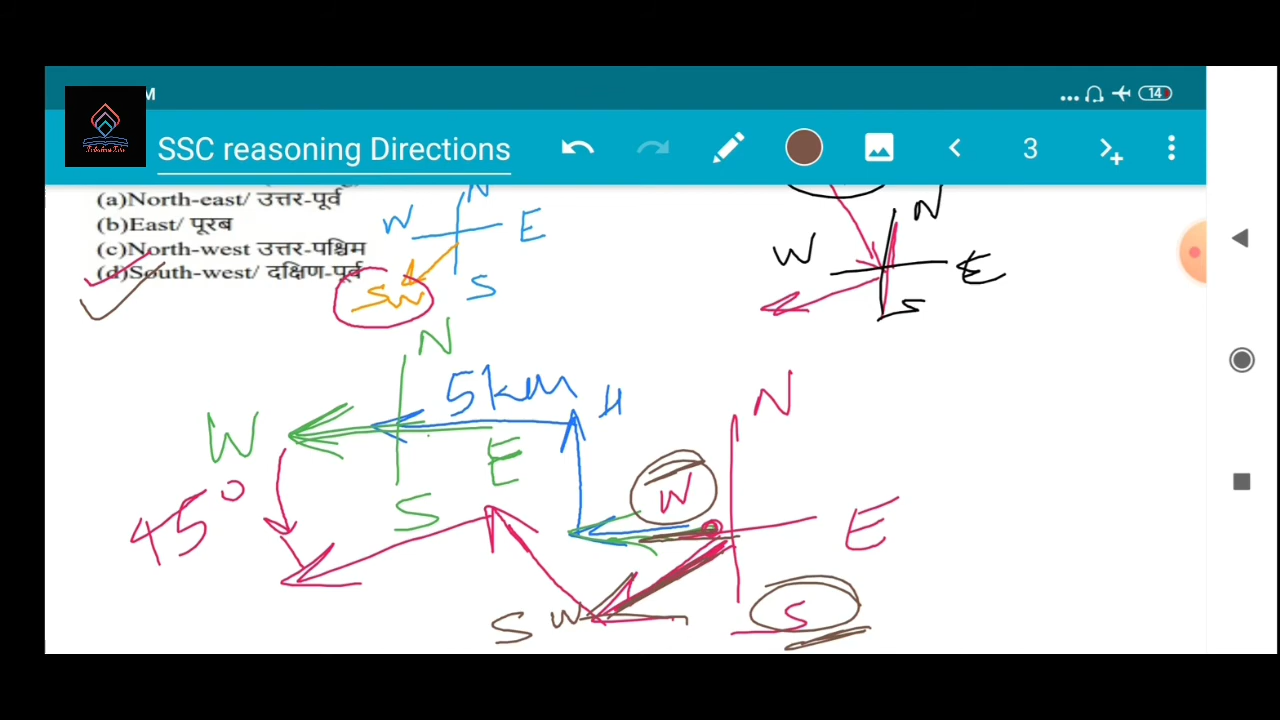 M
14
SSC reasoning Directions
3
(a)North-east/ उत्तर-पूर्व
(b)East/ पूरब
(c)North-west उत्तर-पश्चिम
(d)South-west/ दक्षिण-पूर्व
N
W
E
S
SW
N
W
E
S
N
5km
W
E
S
45°
N
W
E
SW
S